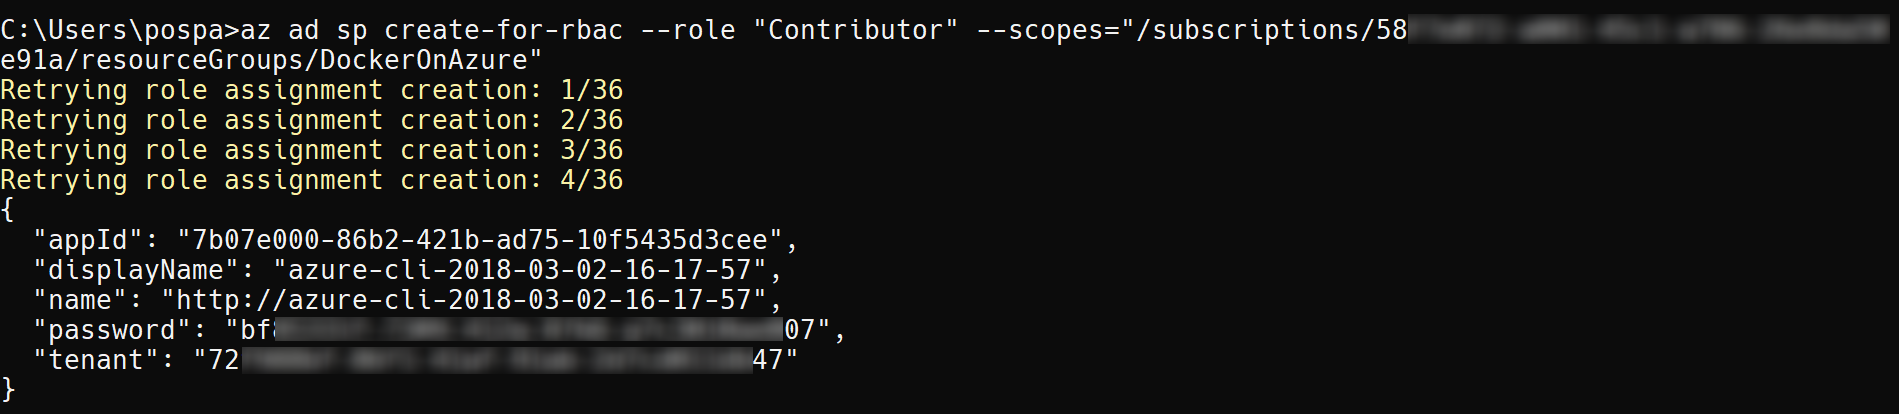 C:\Users\pospa>az ad sp create-for-rbac --role "Contributor" --scopes="/subscriptions/58
e91a/resourceGroups/DockerOnAzure"
Retrying role assignment creation: 1/36
Retrying role assignment creation: 2/36
Retrying role assignment creation: 3/36
Retrying role assignment creation: 4/36
{
  "appId": "7b07e000-86b2-421b-ad75-10f5435d3cee",
  "displayName": "azure-cli-2018-03-02-16-17-57",
  "name": "http://azure-cli-2018-03-02-16-17-57",
  "password": "bf 07",
  "tenant": "72 47"
}